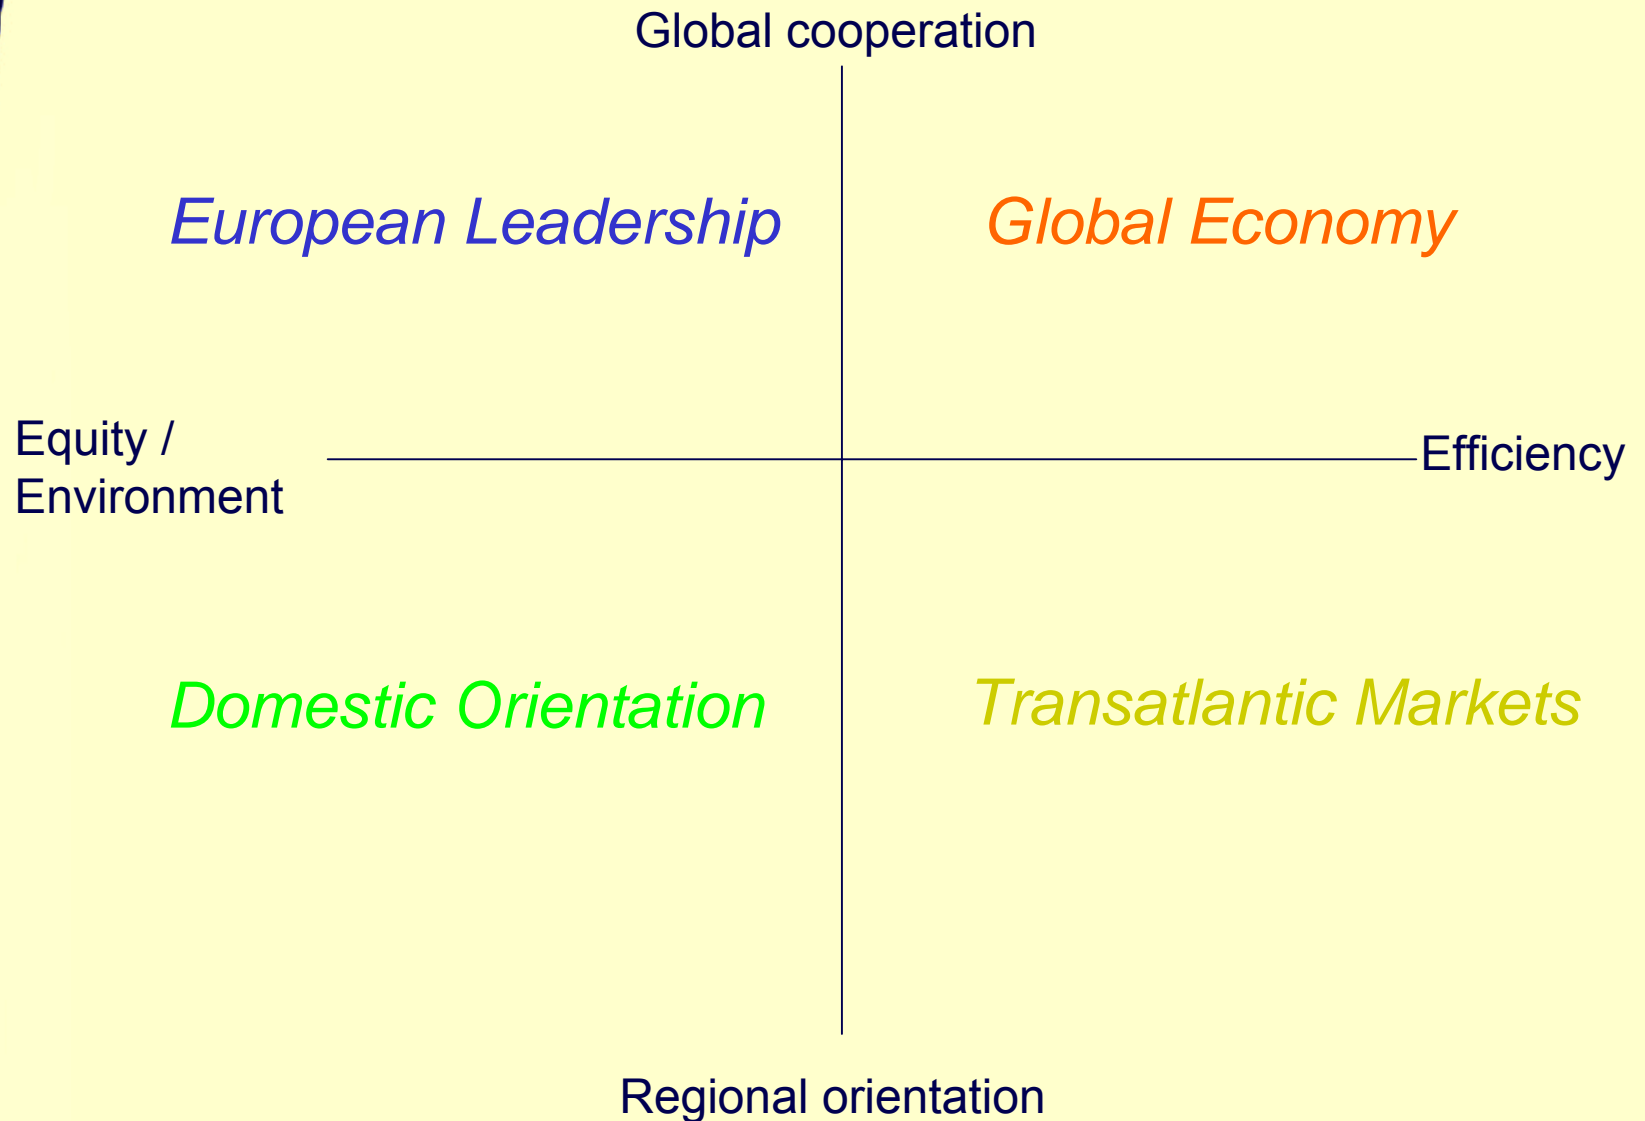 Global cooperation
European Leadership
Global Economy
Equity /
Environment
Efficiency
Domestic Orientation
Transatlantic Markets
Regional orientation